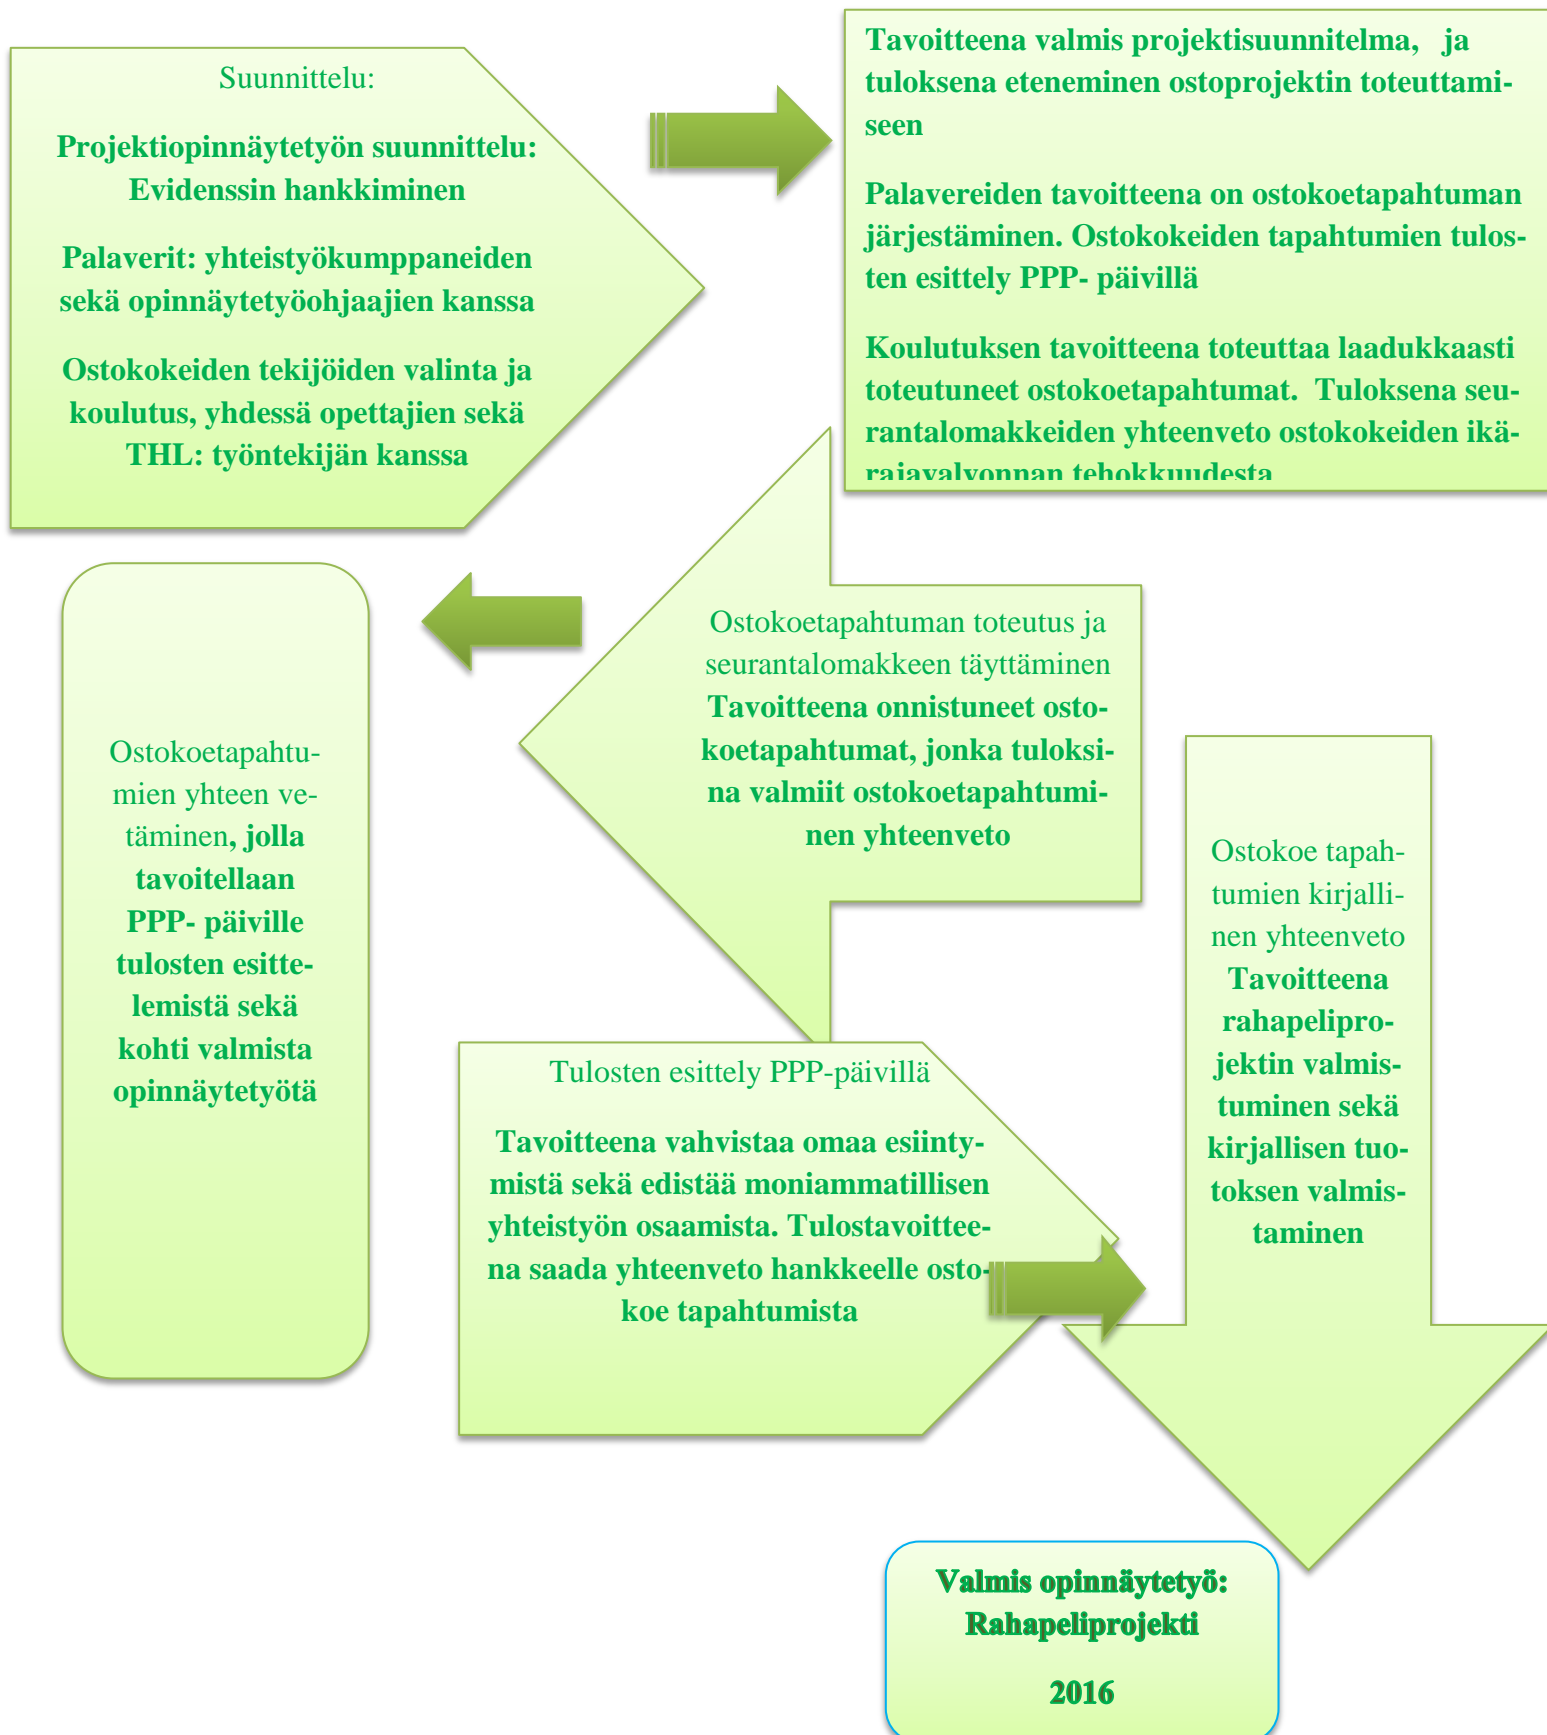 Suunnittelu:
Projektiopinnäytetyön suunnittelu:
Evidenssin hankkiminen
Palaverit: yhteistyökumppaneiden
sekä opinnäytetyöohjaajien kanssa
Ostokokeiden tekijöiden valinta ja
koulutus, yhdessä opettajien sekä
THL: työntekijän kanssa
Tavoitteena valmis projektisuunnitelma, ja
tuloksena eteneminen ostoprojektin toteuttami-
seen
Palavereiden tavoitteena on ostokoetapahtuman
järjestäminen. Ostokokeiden tapahtumien tulos-
ten esittely PPP- päivillä
Koulutuksen tavoitteena toteuttaa laadukkaasti
toteutuneet ostokoetapahtumat. Tuloksena seu-
rantalomakkeiden yhteenveto ostokokeiden ikä-
rajavalvonnan tehokkuudesta
Ostokoetapahtuman toteutus ja
seurantalomakkeen täyttäminen
Tavoitteena onnistuneet osto-
koetapahtumat, jonka tuloksi-
na valmiit ostokoetapahtumi-
nen yhteenveto
Ostokoetapahtu-
mien yhteen ve-
täminen, jolla
tavoitellaan
PPP- päiville
tulosten esitte-
lemistä sekä
kohti valmista
opinnäytetyötä
Tulosten esittely PPP-päivillä
Tavoitteena vahvistaa omaa esiinty-
mistä sekä edistää moniammatillisen
yhteistyön osaamista. Tulostavoittee-
na saada yhteenveto hankkeelle osto-
koe tapahtumista
Ostokoe tapah-
tumien kirjalli-
nen yhteenveto
Tavoitteena
rahapelipro-
jektin valmis-
tuminen sekä
kirjallisen tuo-
toksen valmis-
taminen
Valmis opinnäytetyö:
Rahapeliprojekti
2016